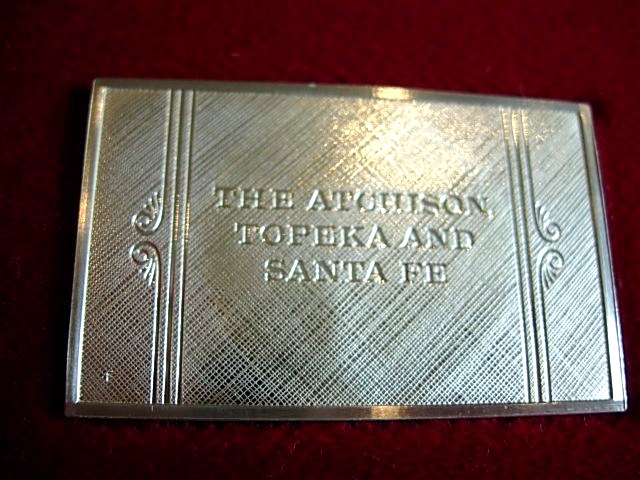 THE ATCHISON,
TOPEKA AND
SANTA FE